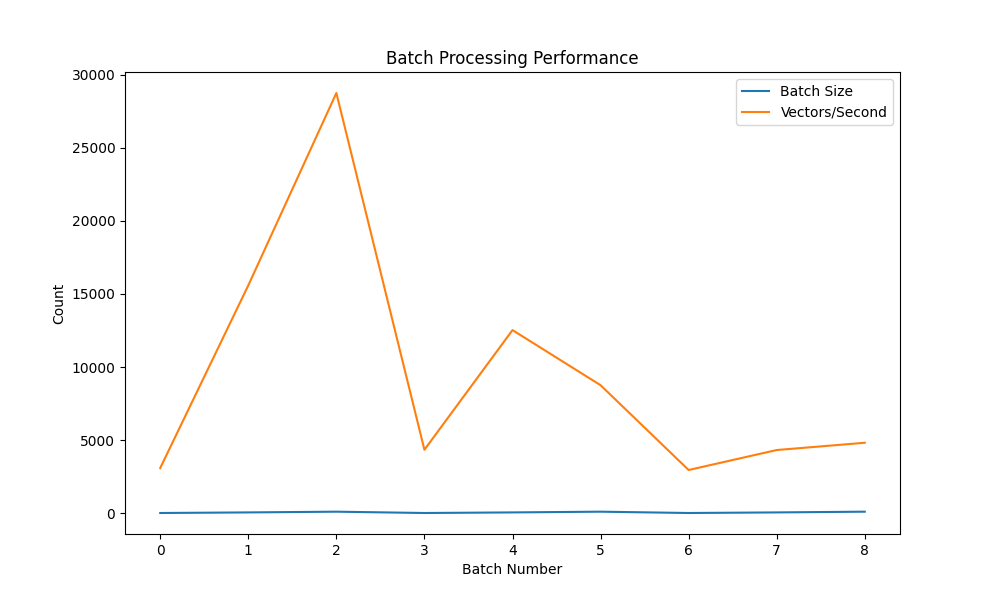 Batch Processing Performance
Batch Size
Vectors/Second
Count
30000
25000
20000
15000
10000
5000
0
0 1 2 3 4 5 6 7 8
Batch Number